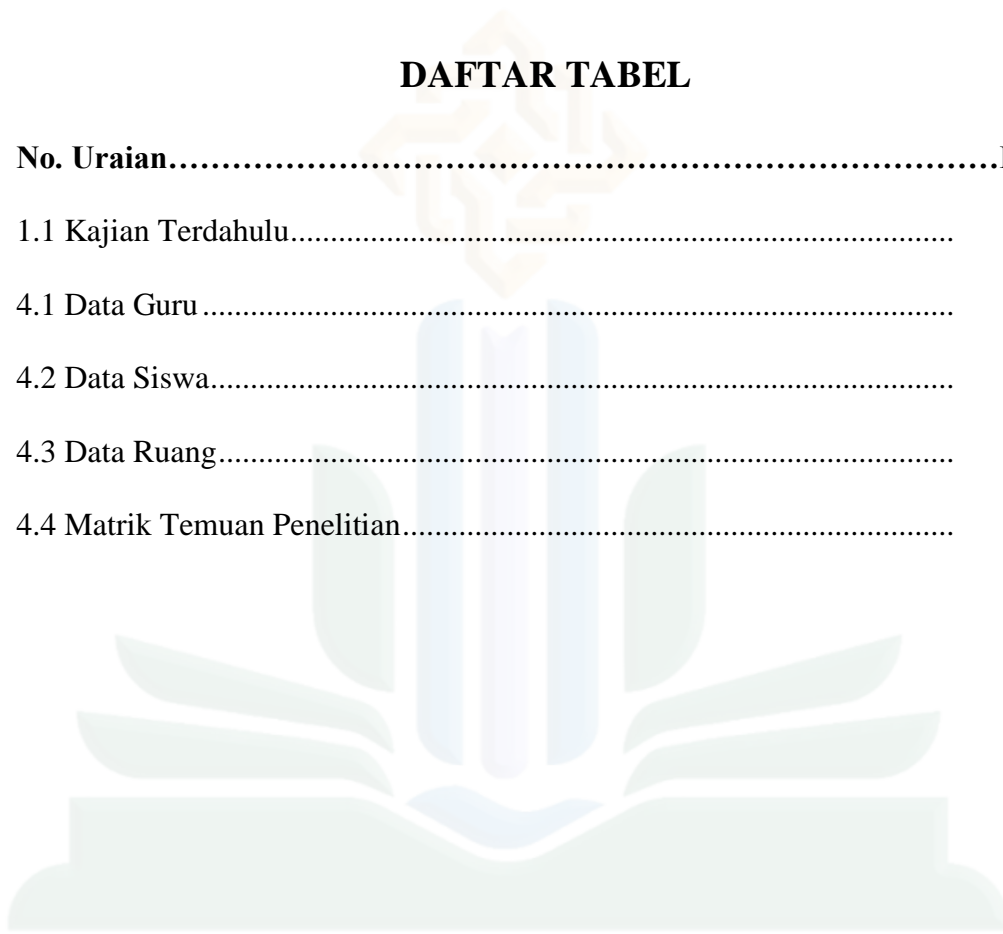 DAFTAR TABEL
No. Uraian……………………………………………………………………………
1.1 Kajian Terdahulu...................................................................................
4.1 Data Guru ..............................................................................................
4.2 Data Siswa.............................................................................................
4.3 Data Ruang............................................................................................
4.4 Matrik Temuan Penelitian.....................................................................